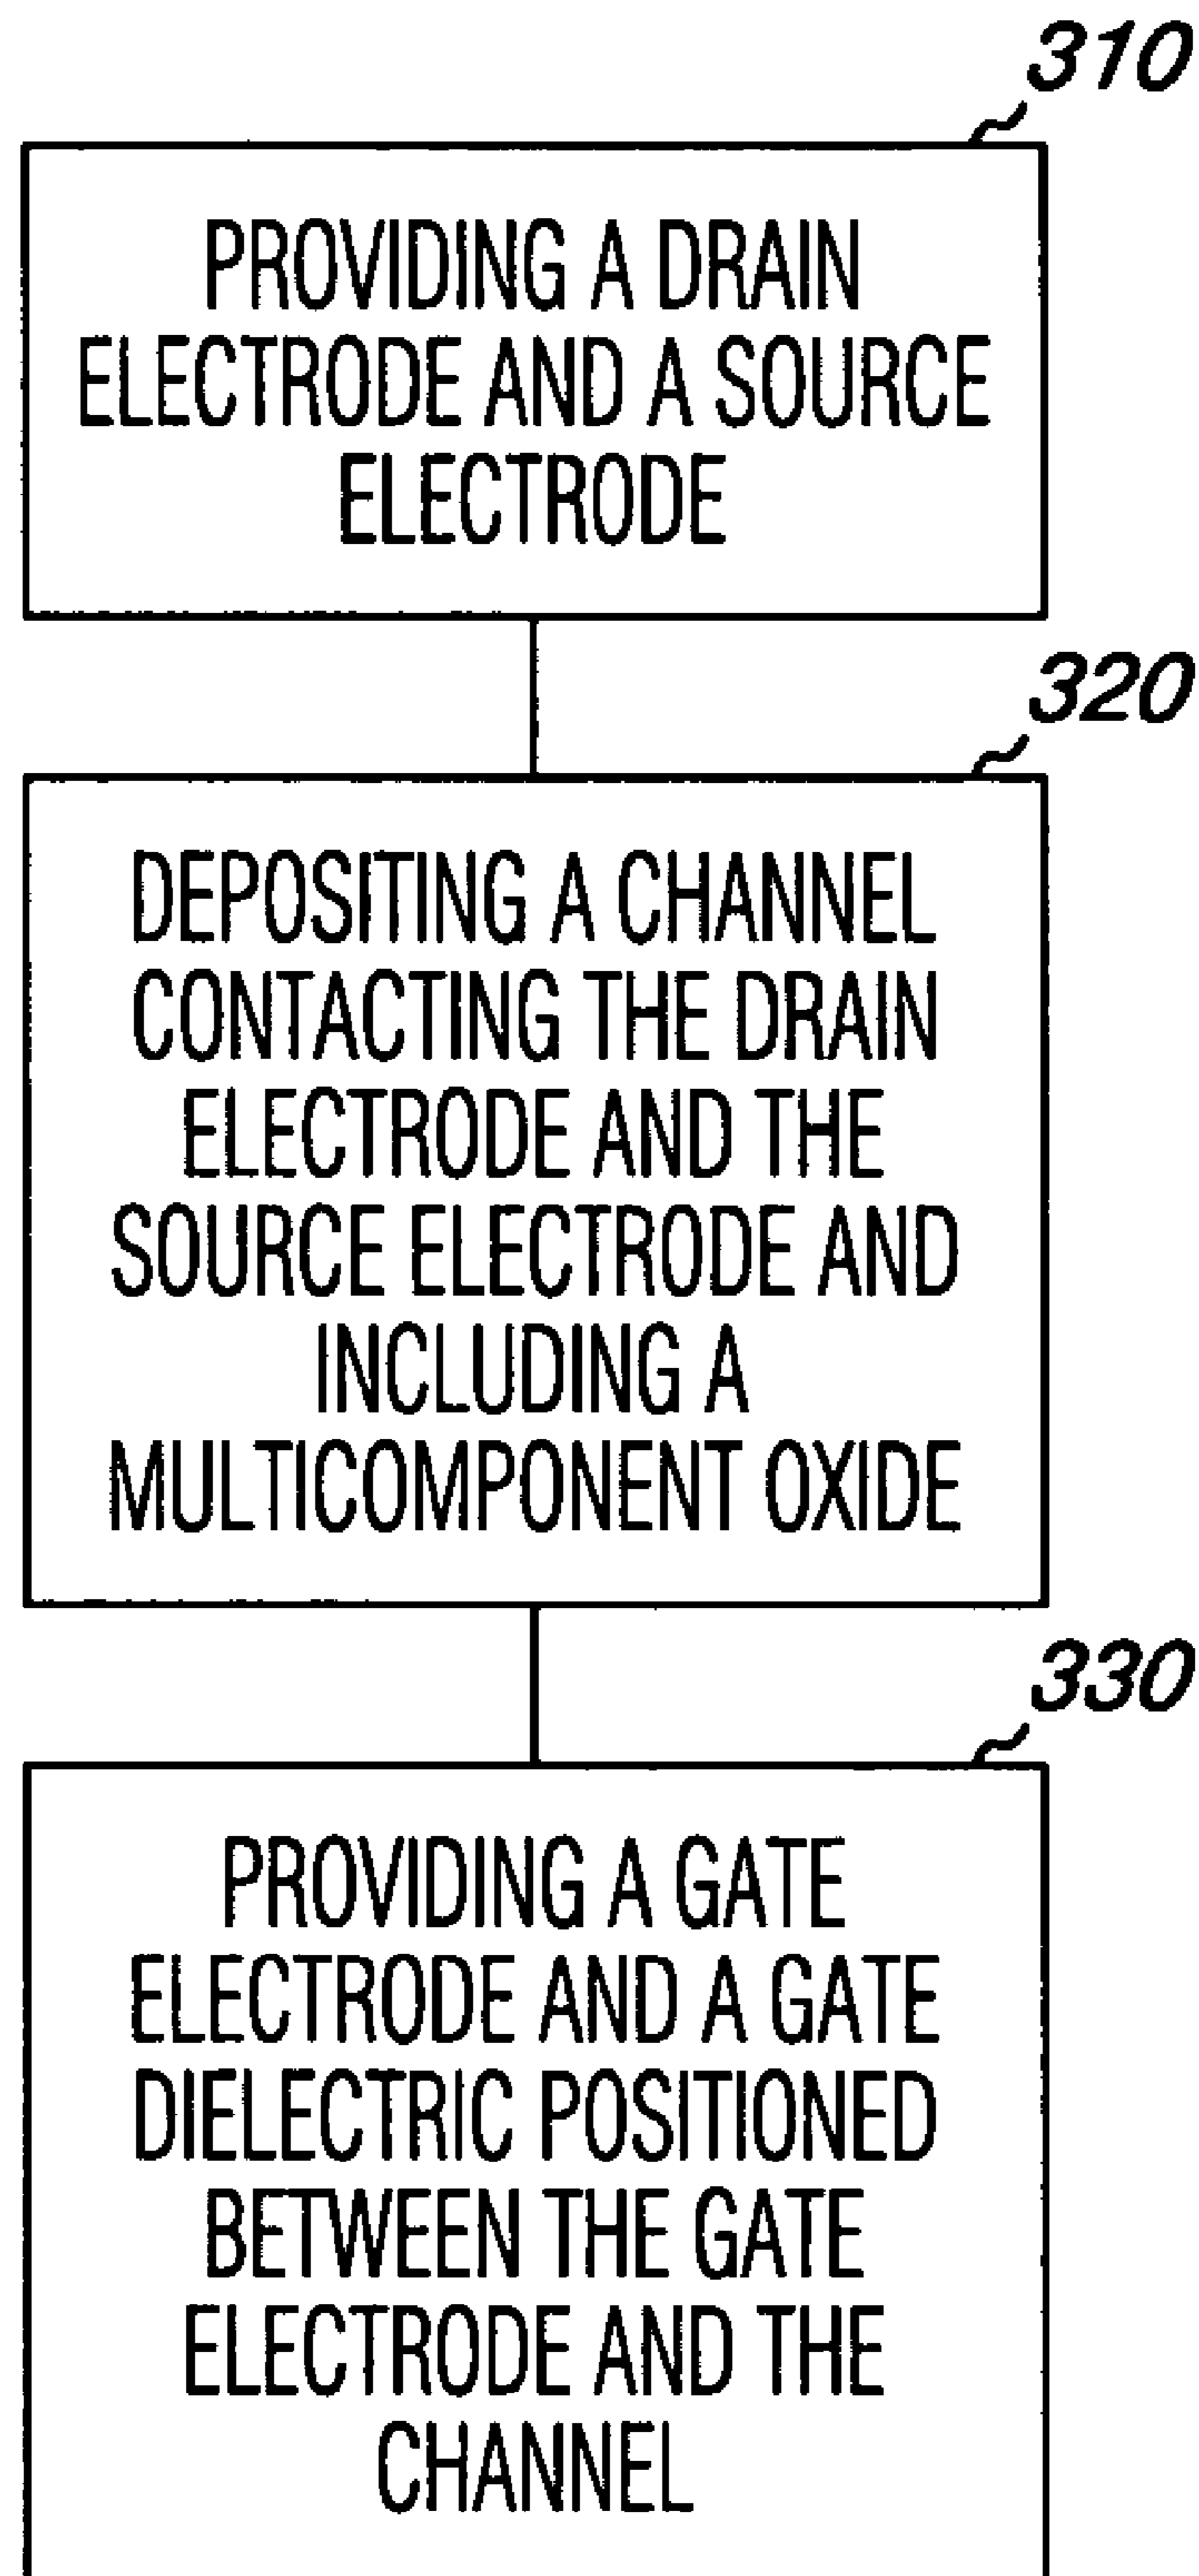 310
PROVIDING A DRAIN
ELECTRODE AND A SOURCE
ELECTRODE
320
DEPOSITING A CHANNEL
CONTACTING THE DRAIN
ELECTRODE AND THE
SOURCE ELECTRODE AND
INCLUDING A
MULTICOMPONENT OXIDE
330
PROVIDING A GATE
ELECTRODE AND A GATE
DIELECTRIC POSITIONED
BETWEEN THE GATE
ELECTRODE AND THE
CHANNEL